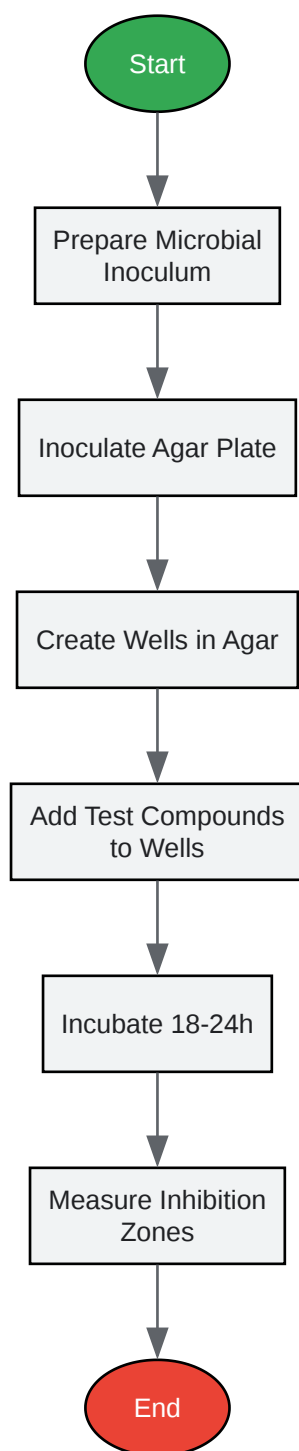 Start
Prepare Microbial
Inoculum
Inoculate Agar Plate
Create Wells in Agar
Add Test Compounds
to Wells
Incubate 18-24h
Measure Inhibition
Zones
End